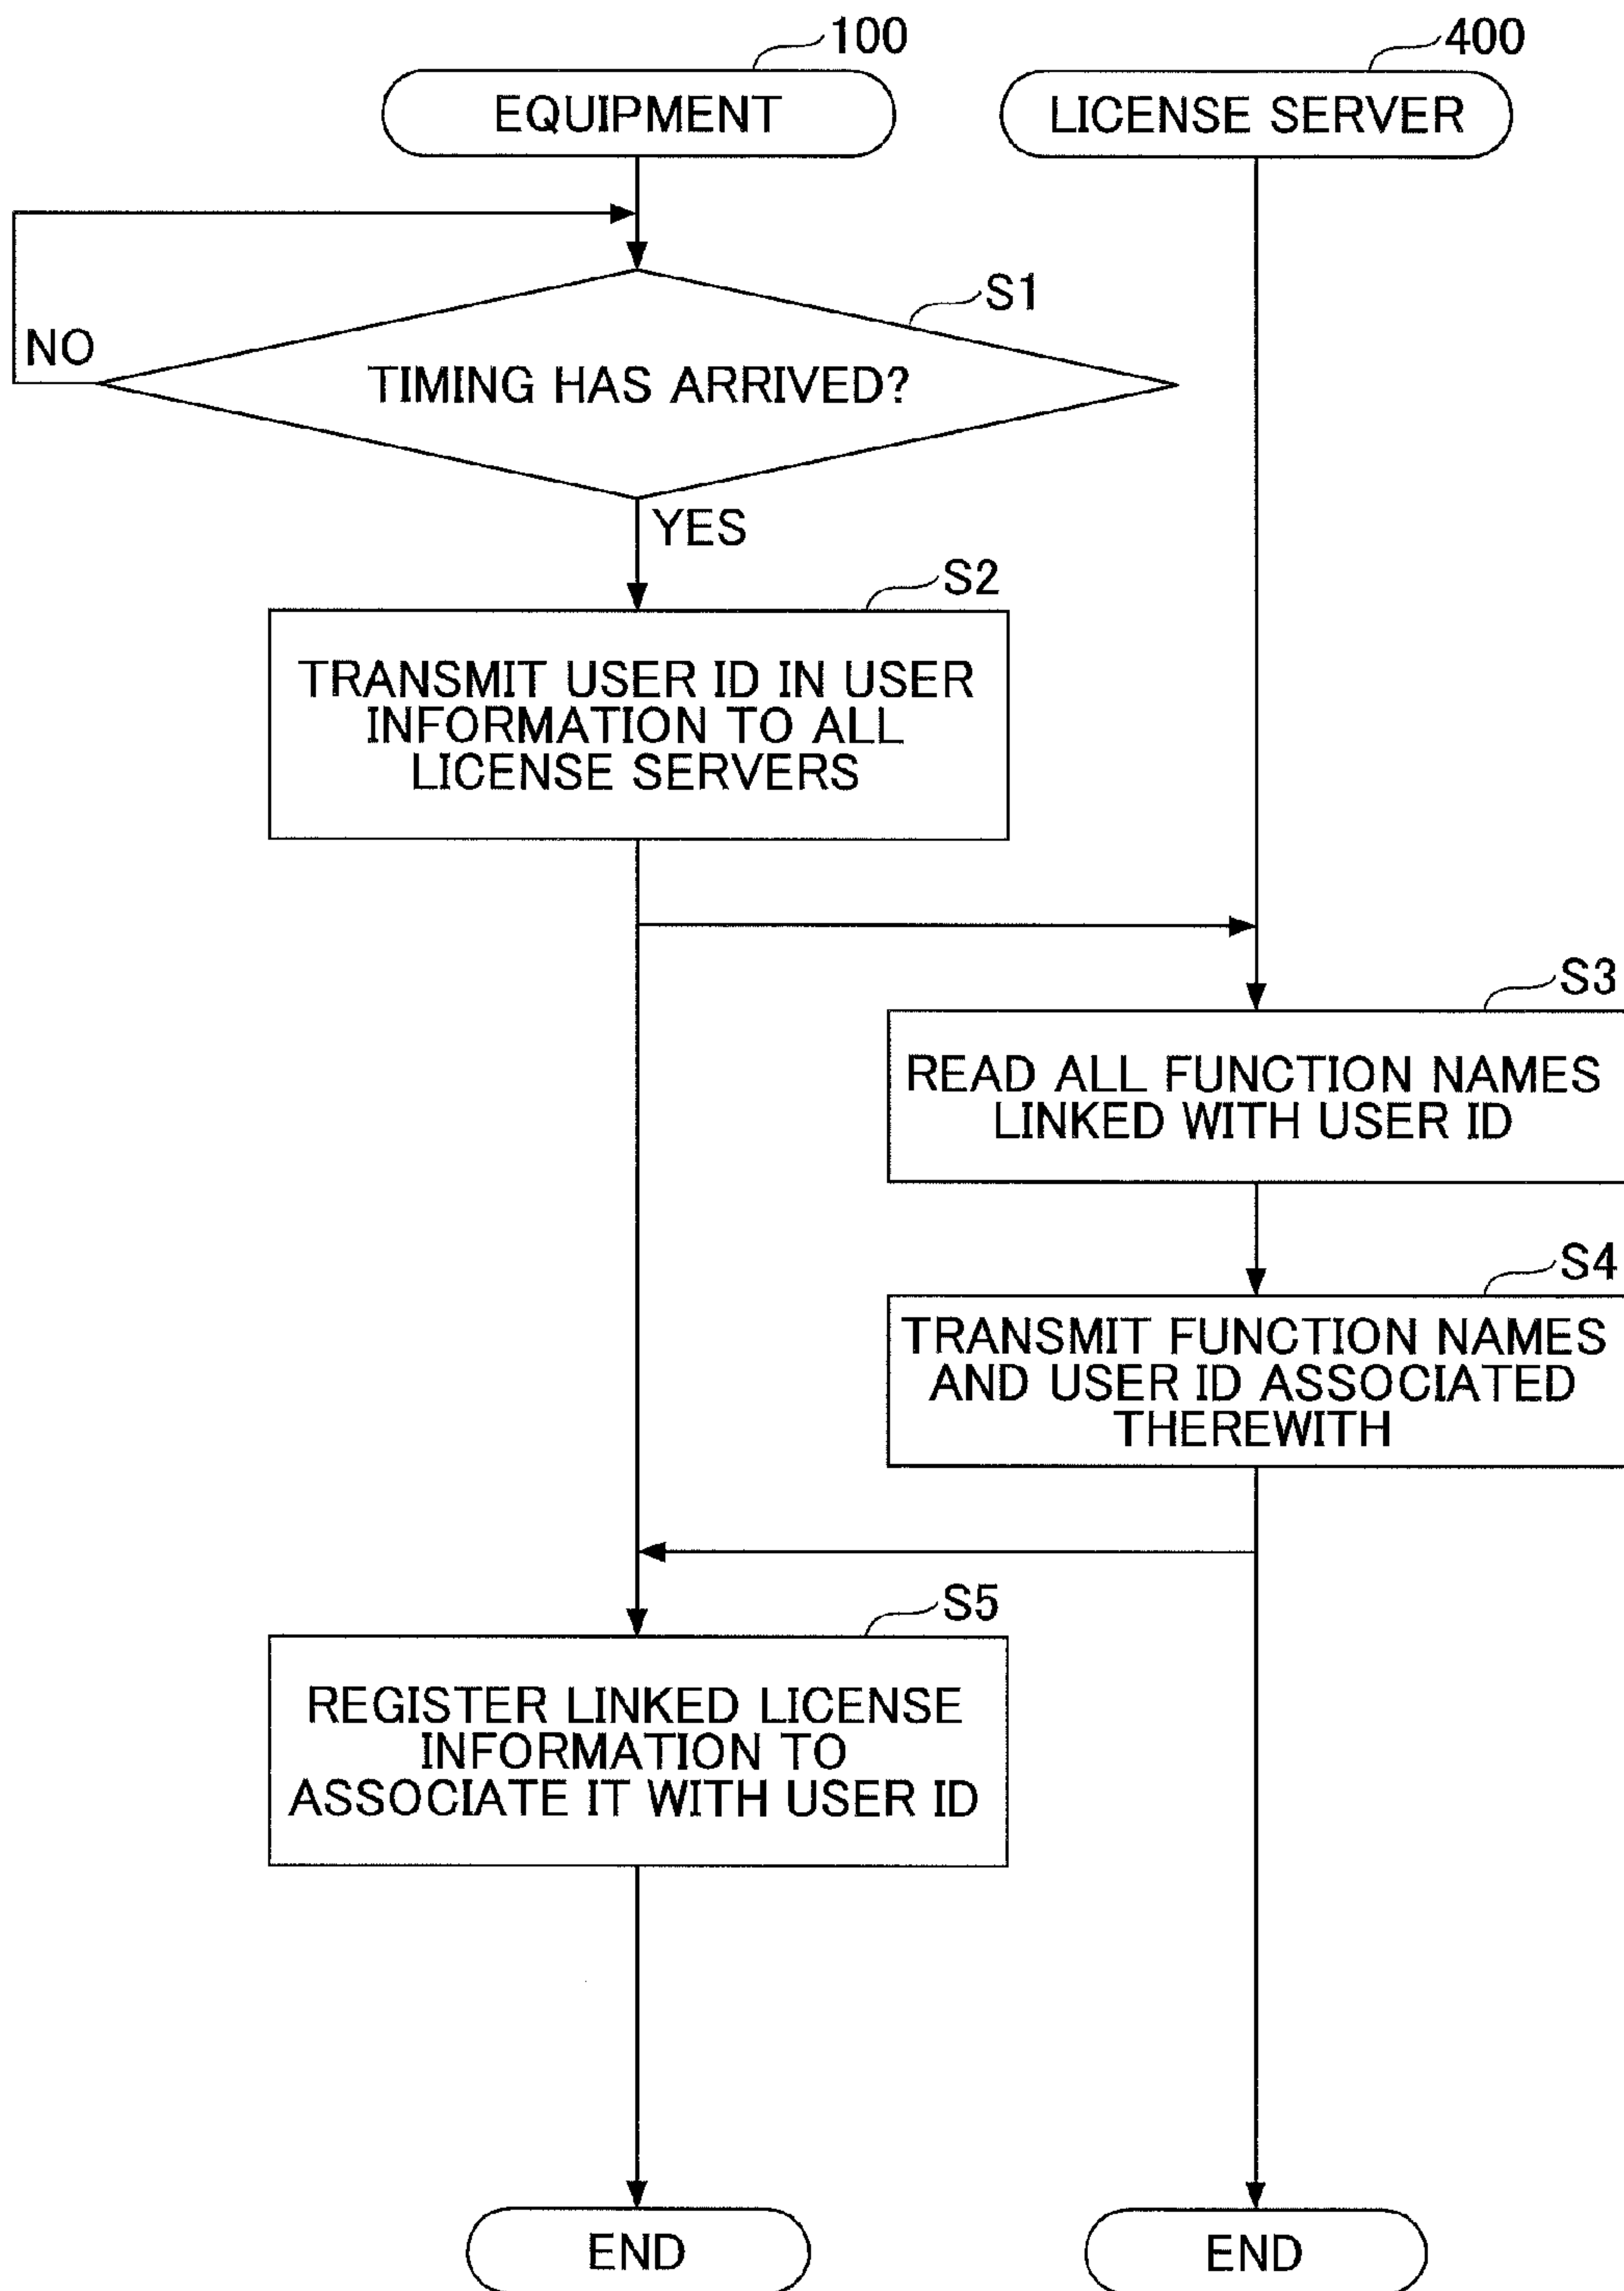 100
EQUIPMENT
400
LICENSE SERVER
S1
NO
TIMING HAS ARRIVED?
YES
S2
TRANSMIT USER ID IN USER
INFORMATION TO ALL
LICENSE SERVERS
S3
READ ALL FUNCTION NAMES
LINKED WITH USER ID
S4
TRANSMIT FUNCTION NAMES
AND USER ID ASSOCIATED
THEREWITH
S5
REGISTER LINKED LICENSE
INFORMATION TO
ASSOCIATE IT WITH USER ID
END
END